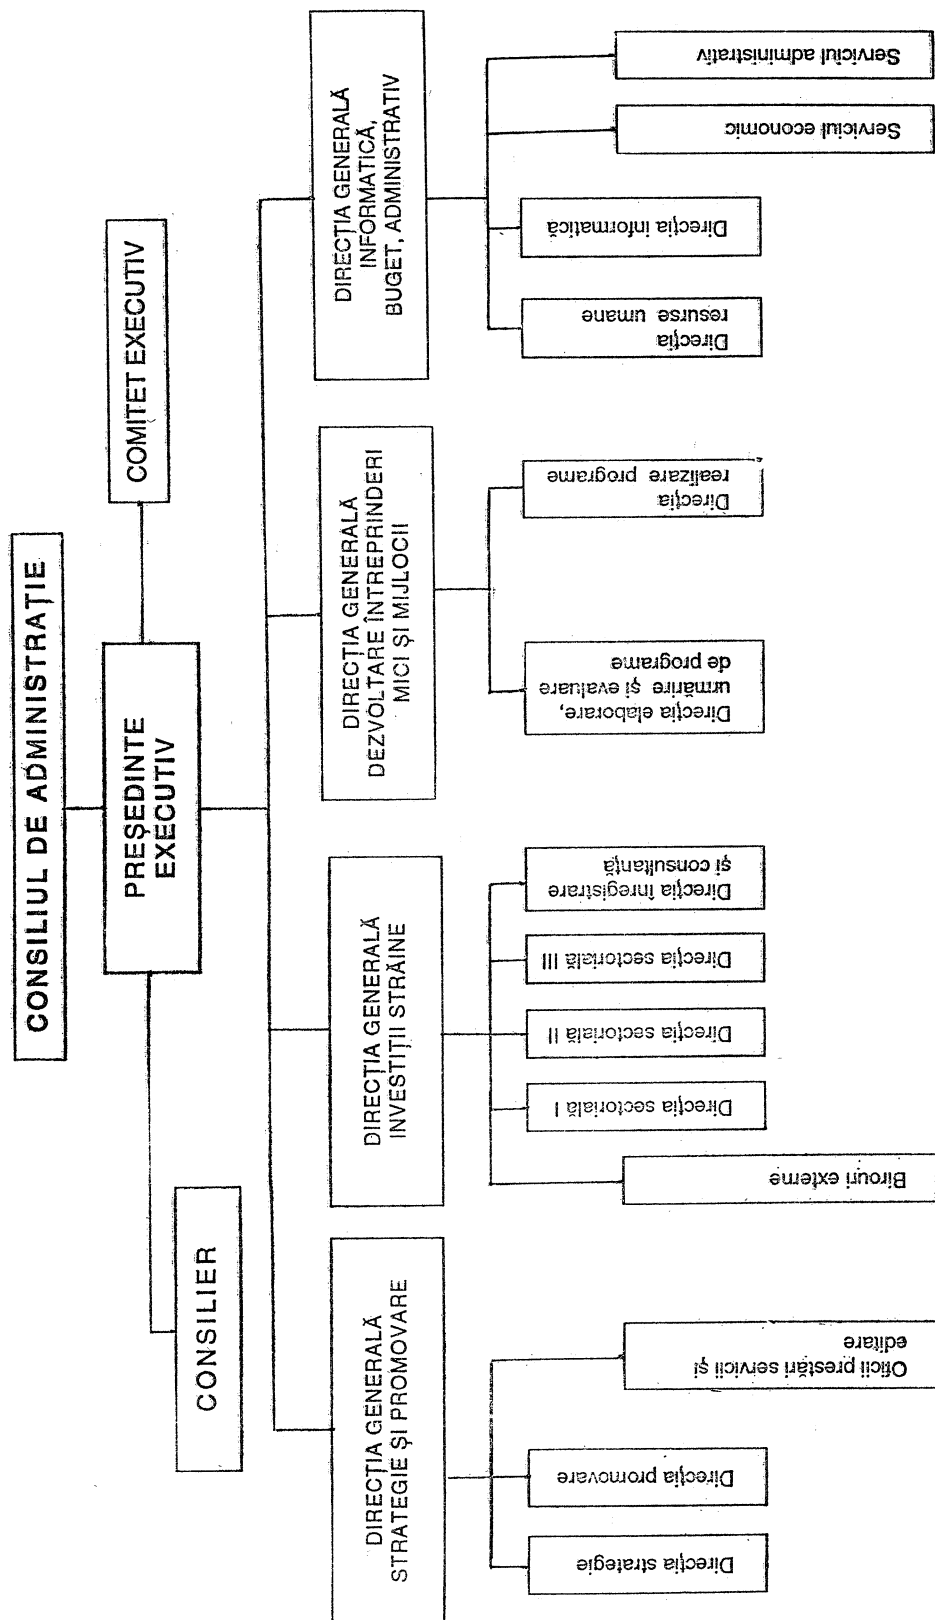 CONSILIUL DE ADMINISTRAȚIE
PREȘEDINTE
EXECUTIV
COMITET EXECUTIV
CONSILIER
DIRECȚIA GENERALĂ
STRATEGIE ȘI PROMOVARE
Direcția strategie
Direcția promovare
Oficii prestări servicii și
editare
DIRECȚIA GENERALĂ
INVESTIȚII STRĂINE
Birouri externe
Direcția sectorială I
Direcția sectorială II
Direcția sectorială III
Direcția înregistrare
și consultanță
DIRECȚIA GENERALĂ
DEZVOLTARE ÎNTREPRINDERI
MICI ȘI MIJLOCII
Direcția elaborare,
urmărire și evaluare
de programe
Direcția
realizare programe
DIRECȚIA GENERALĂ
INFORMATICĂ,
BUGET, ADMINISTRATIV
Direcția
resurse umane
Direcția informatică
Serviciul economic
Serviciul administrativ